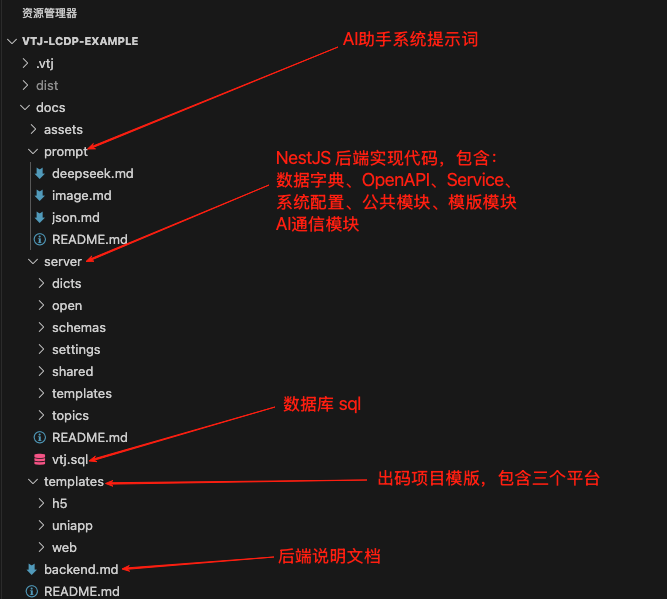 资源管理器
VTJ-LCDP-EXAMPLE
AI助手系统提示词
.vtj
dist
docs
assets
prompt
deepseek.md
NestJS 后端实现代码，包含：
数据字典、OpenAPI、Service、
系统配置、公共模块、模版模块
AI通信模块
image.md
json.md
README.md
server
dicts
open
schemas
settings
shared
templates
topics
数据库 sql
README.md
vtj.sql
templates
出码项目模版，包含三个平台
h5
uniapp
web
后端说明文档
backend.md
README.md